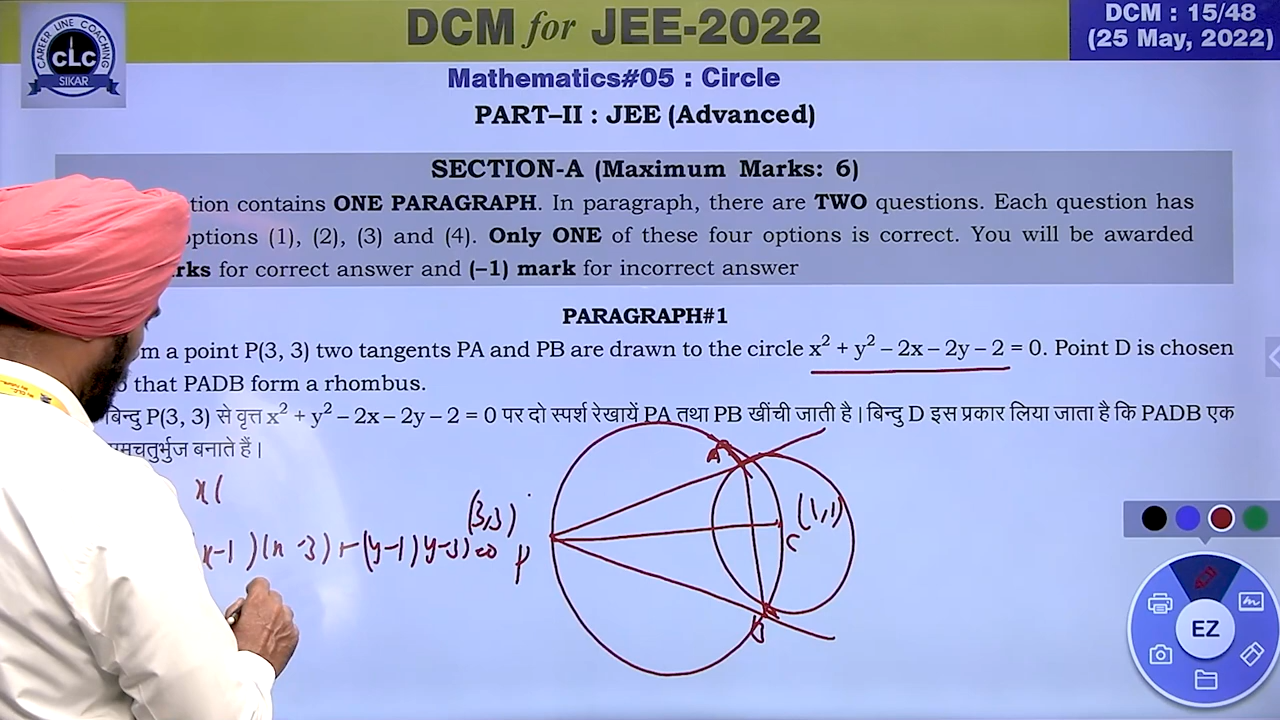 DCM for JEE-2022
DCM : 15/48
(25 May, 2022)
CAREER LINE COACHING
CLC
SIKAR
Mathematics#05 : Circle
PART–II : JEE (Advanced)
SECTION-A (Maximum Marks: 6)
tion contains ONE PARAGRAPH. In paragraph, there are TWO questions. Each question has
options (1), (2), (3) and (4). Only ONE of these four options is correct. You will be awarded
rks for correct answer and (–1) mark for incorrect answer
PARAGRAPH#1
m a point P(3, 3) two tangents PA and PB are drawn to the circle x² + y² – 2x – 2y – 2 = 0. Point D is chosen
that PADB form a rhombus.
बिन्दु P(3, 3) से वृत्त x² + y² – 2x – 2y – 2 = 0 पर दो स्पर्श रेखायें PA तथा PB खींची जाती है। बिन्दु D इस प्रकार लिया जाता है कि PADB एक
मचतुर्भुज बनाते हैं।
A
x(
(3,3)
(1,1)
x-1)(x-3)+(y-1)y-3)=0
P
C
B
EZ